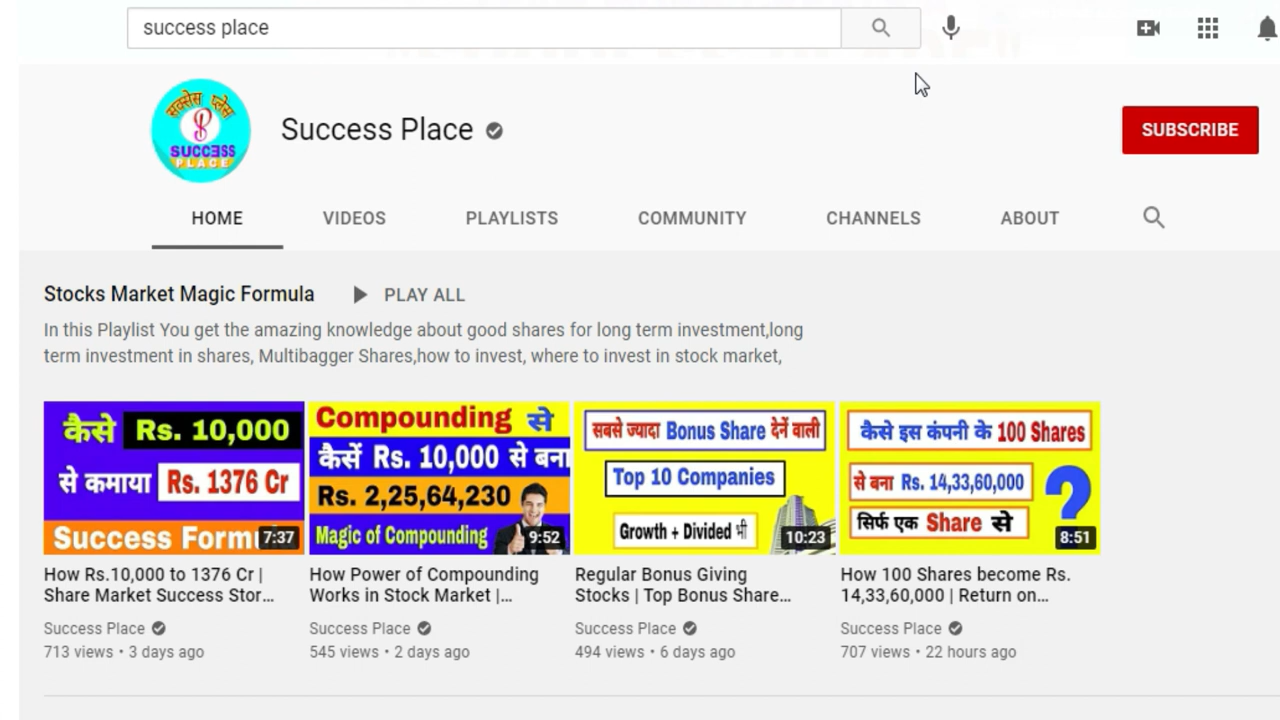 success place
सक्सेस प्लेस
SUCCESS
PLACE
Success Place
SUBSCRIBE
HOME VIDEOS PLAYLISTS COMMUNITY CHANNELS ABOUT
Stocks Market Magic Formula PLAY ALL
In this Playlist You get the amazing knowledge about good shares for long term investment,long
term investment in shares, Multibagger Shares,how to invest, where to invest in stock market,
कैसे Rs. 10,000
से कमाया Rs. 1376 Cr
Success Formu
7:37
Compounding से
कैसें Rs. 10,000 से बना
Rs. 2,25,64,230
Magic of Compounding
9:52
सबसे ज्यादा Bonus Share देनें वाली
Top 10 Companies
Growth + Divided भी
10:23
कैसे इस कंपनी के 100 Shares
से बना Rs. 14,33,60,000
सिर्फ एक Share से
?
8:51
How Rs.10,000 to 1376 Cr |
Share Market Success Stor...
Success Place
713 views • 3 days ago
How Power of Compounding
Works in Stock Market |...
Success Place
545 views • 2 days ago
Regular Bonus Giving
Stocks | Top Bonus Share...
Success Place
494 views • 6 days ago
How 100 Shares become Rs.
14,33,60,000 | Return on...
Success Place
707 views • 22 hours ago